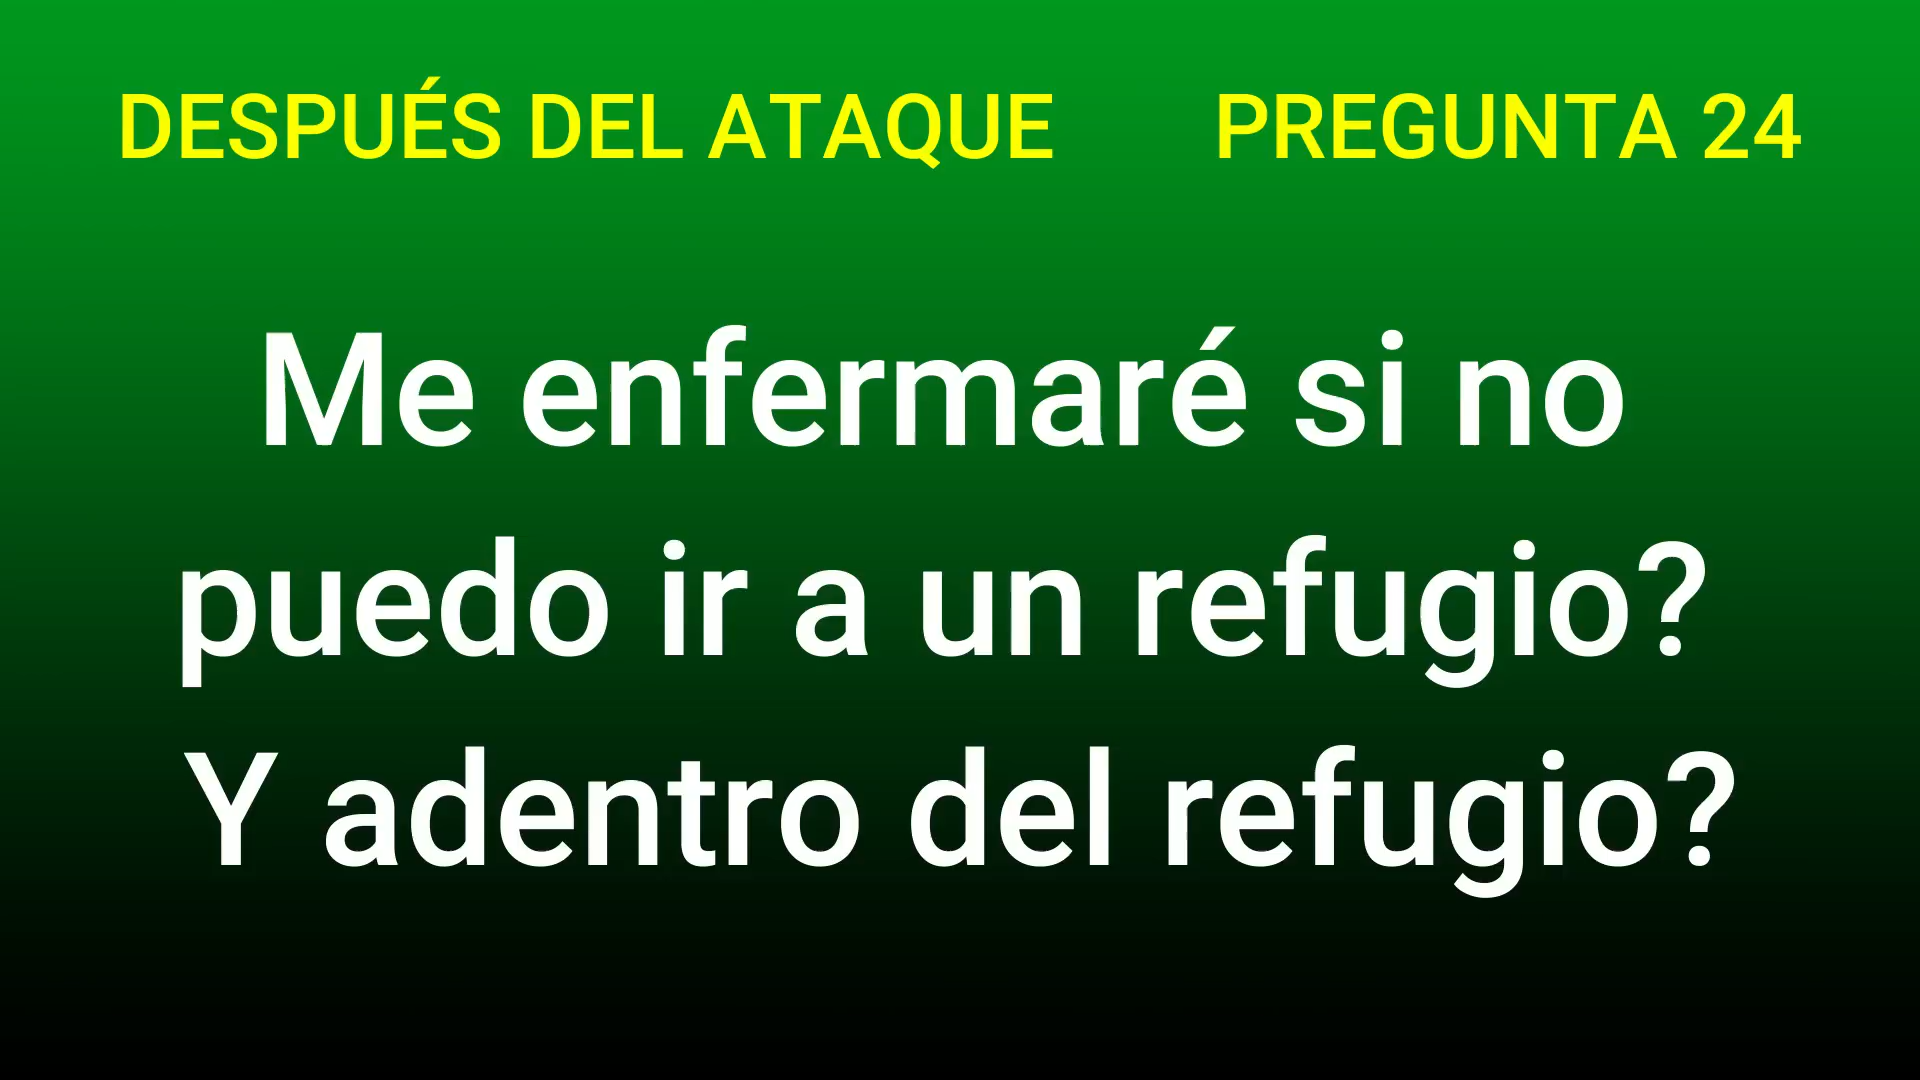 DESPUÉS DEL ATAQUE PREGUNTA 24
Me enfermaré si no
puedo ir a un refugio?
Y adentro del refugio?